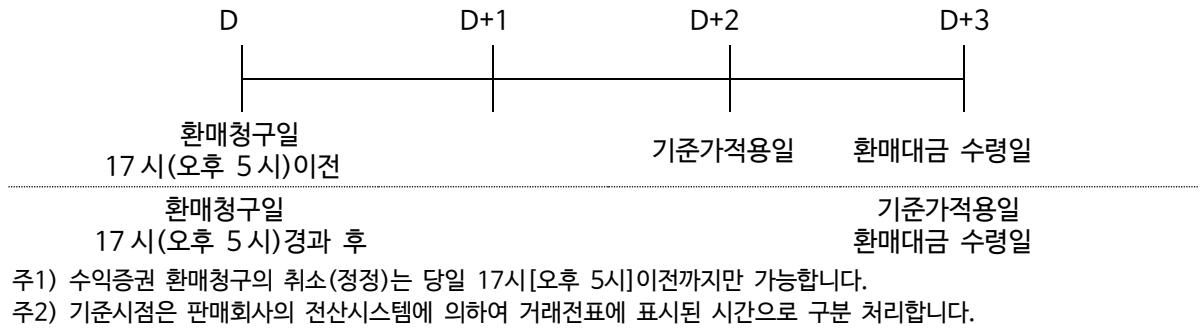 D D+1 D+2 D+3
환매청구일
17시(오후 5시)이전 기준가적용일 환매대금 수령일
환매청구일 기준가적용일
17시(오후 5시)경과 후 환매대금 수령일
주1) 수익증권 환매청구의 취소(정정)는 당일 17시[오후 5시]이전까지만 가능합니다.
주2) 기준시점은 판매회사의 전산시스템에 의하여 거래전표에 표시된 시간으로 구분 처리합니다.